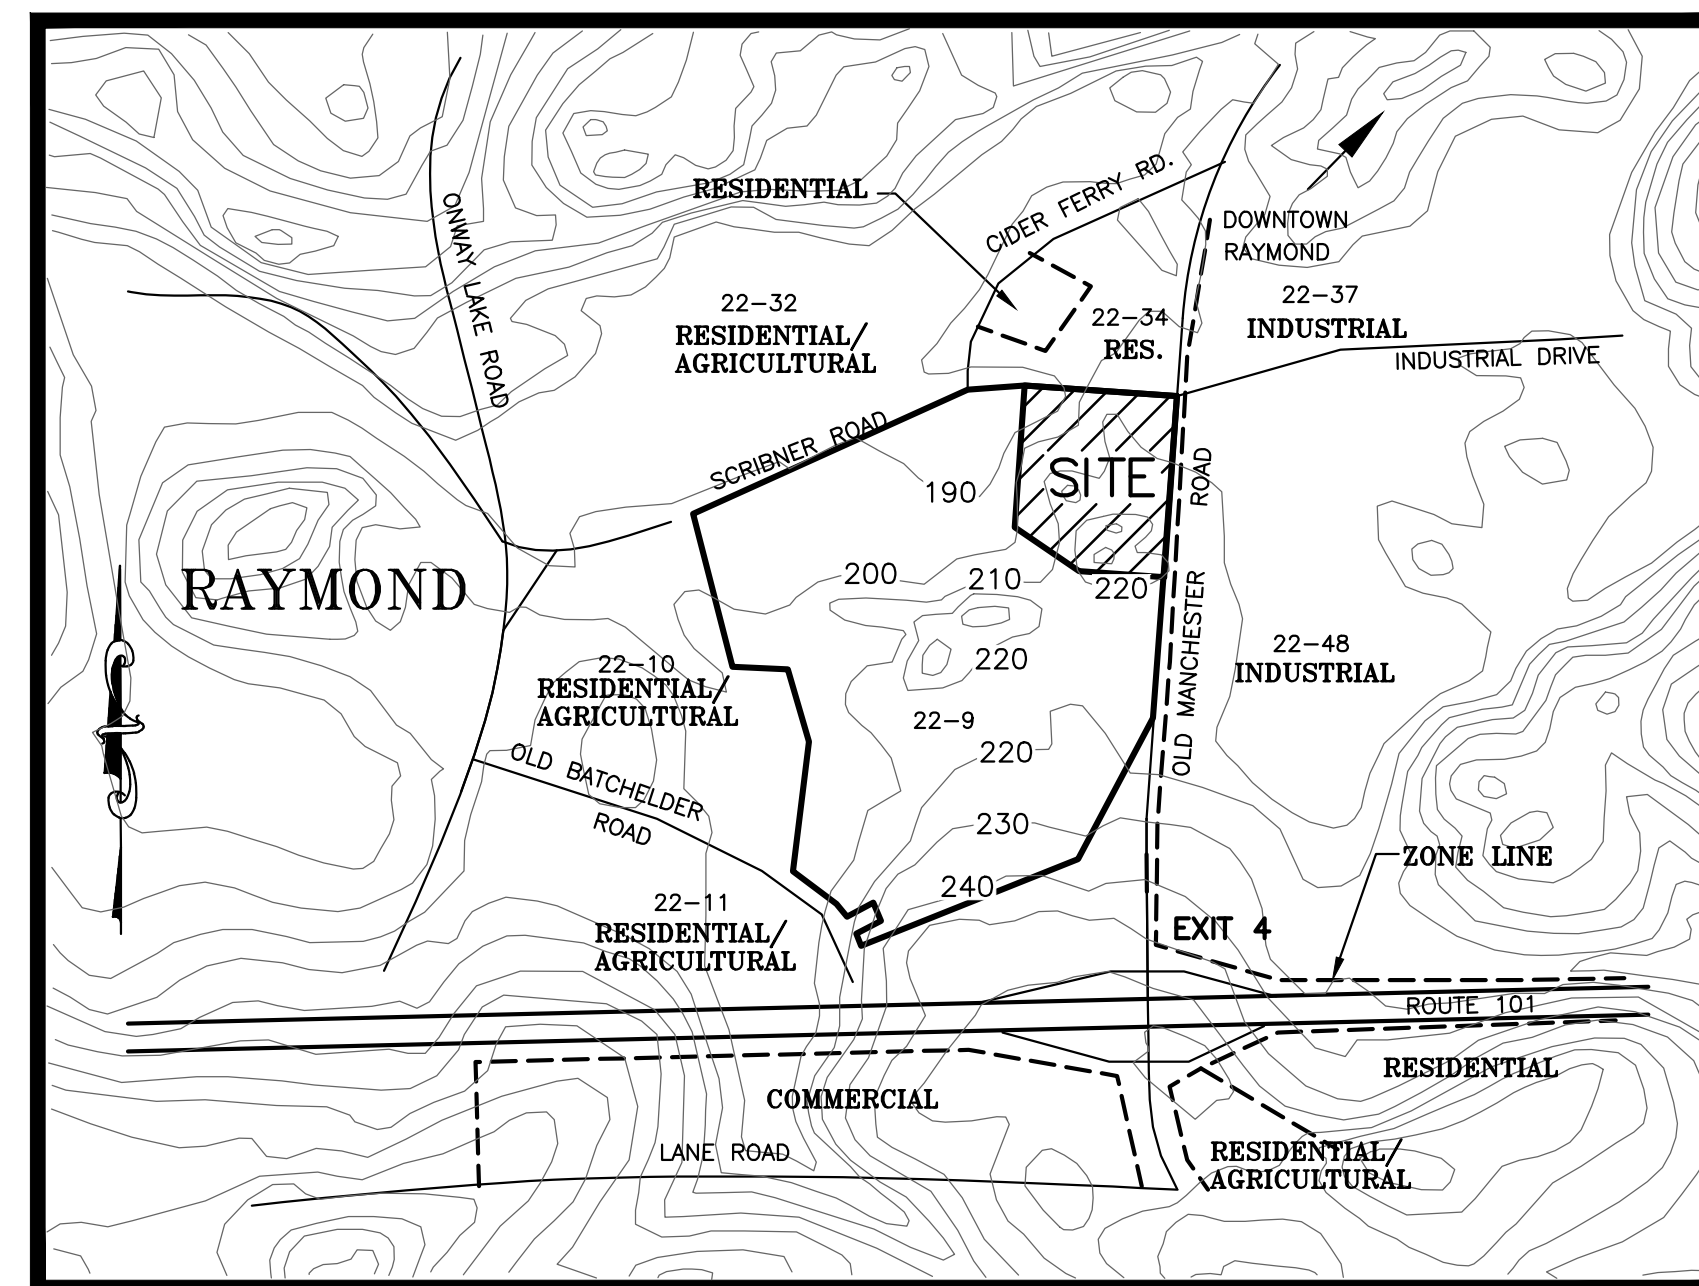 RESIDENTIAL
CIDER FERRY RD.
DOWNTOWN
RAYMOND
ONWAY LAKE ROAD
22-32
RESIDENTIAL/
AGRICULTURAL
22-34
RES.
22-37
INDUSTRIAL
INDUSTRIAL DRIVE
SCRIBNER ROAD
190
SITE
OLD MANCHESTER ROAD
RAYMOND
200
210
220
22-10
RESIDENTIAL/
AGRICULTURAL
220
22-48
INDUSTRIAL
22-9
220
OLD BATCHELDER
ROAD
230
ZONE LINE
240
22-11
RESIDENTIAL/
AGRICULTURAL
EXIT 4
ROUTE 101
RESIDENTIAL
COMMERCIAL
LANE ROAD
RESIDENTIAL/
AGRICULTURAL